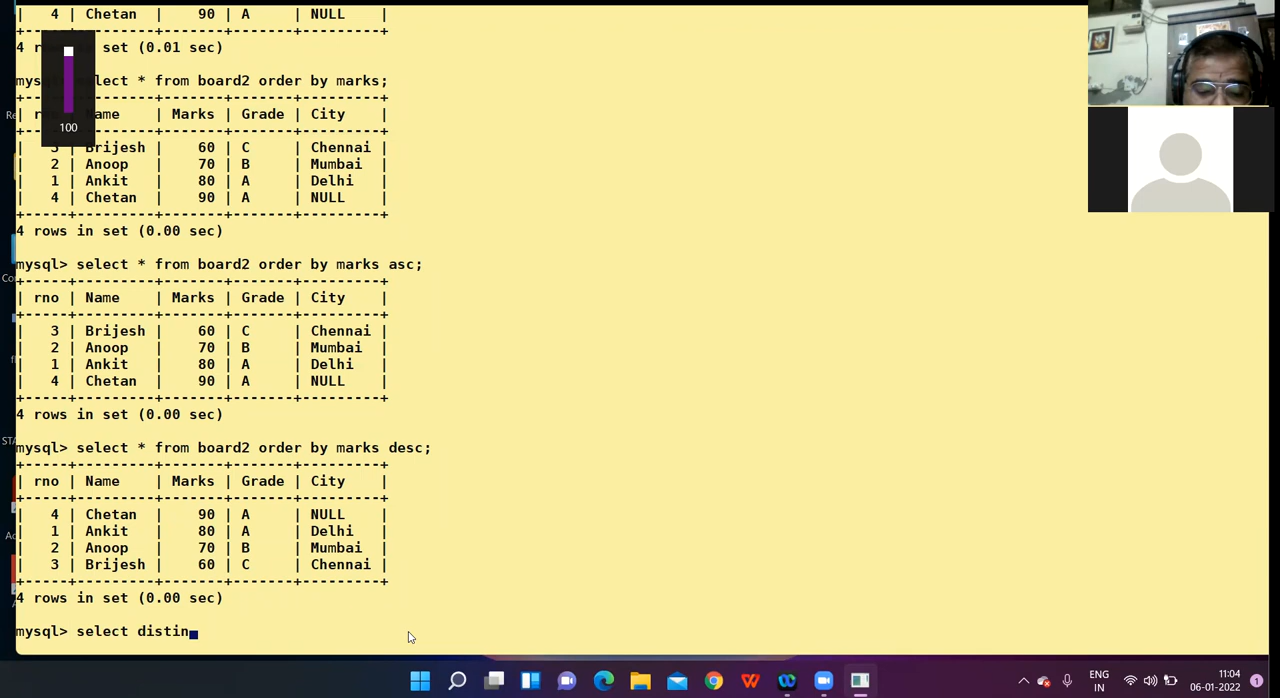 | 4 | Chetan | 90 | A | NULL |
+-----+---------+-------+-------+---------+
4 set (0.01 sec)
mysql> select * from board2 order by marks;
+---------+-------+-------+---------+
| Name | Marks | Grade | City |
+-----+---------+-------+-------+---------+
| 3 | Brijesh | 60 | C | Chennai |
| 2 | Anoop | 70 | B | Mumbai |
| 1 | Ankit | 80 | A | Delhi |
| 4 | Chetan | 90 | A | NULL |
+-----+---------+-------+-------+---------+
4 rows in set (0.00 sec)
mysql> select * from board2 order by marks asc;
+-----+---------+-------+-------+---------+
| rno | Name | Marks | Grade | City |
+-----+---------+-------+-------+---------+
| 3 | Brijesh | 60 | C | Chennai |
| 2 | Anoop | 70 | B | Mumbai |
| 1 | Ankit | 80 | A | Delhi |
| 4 | Chetan | 90 | A | NULL |
+-----+---------+-------+-------+---------+
4 rows in set (0.00 sec)
mysql> select * from board2 order by marks desc;
+-----+---------+-------+-------+---------+
| rno | Name | Marks | Grade | City |
+-----+---------+-------+-------+---------+
| 4 | Chetan | 90 | A | NULL |
| 1 | Ankit | 80 | A | Delhi |
| 2 | Anoop | 70 | B | Mumbai |
| 3 | Brijesh | 60 | C | Chennai |
+-----+---------+-------+-------+---------+
4 rows in set (0.00 sec)
mysql> select distin
100
ENG
IN
11:04
06-01-2022
1